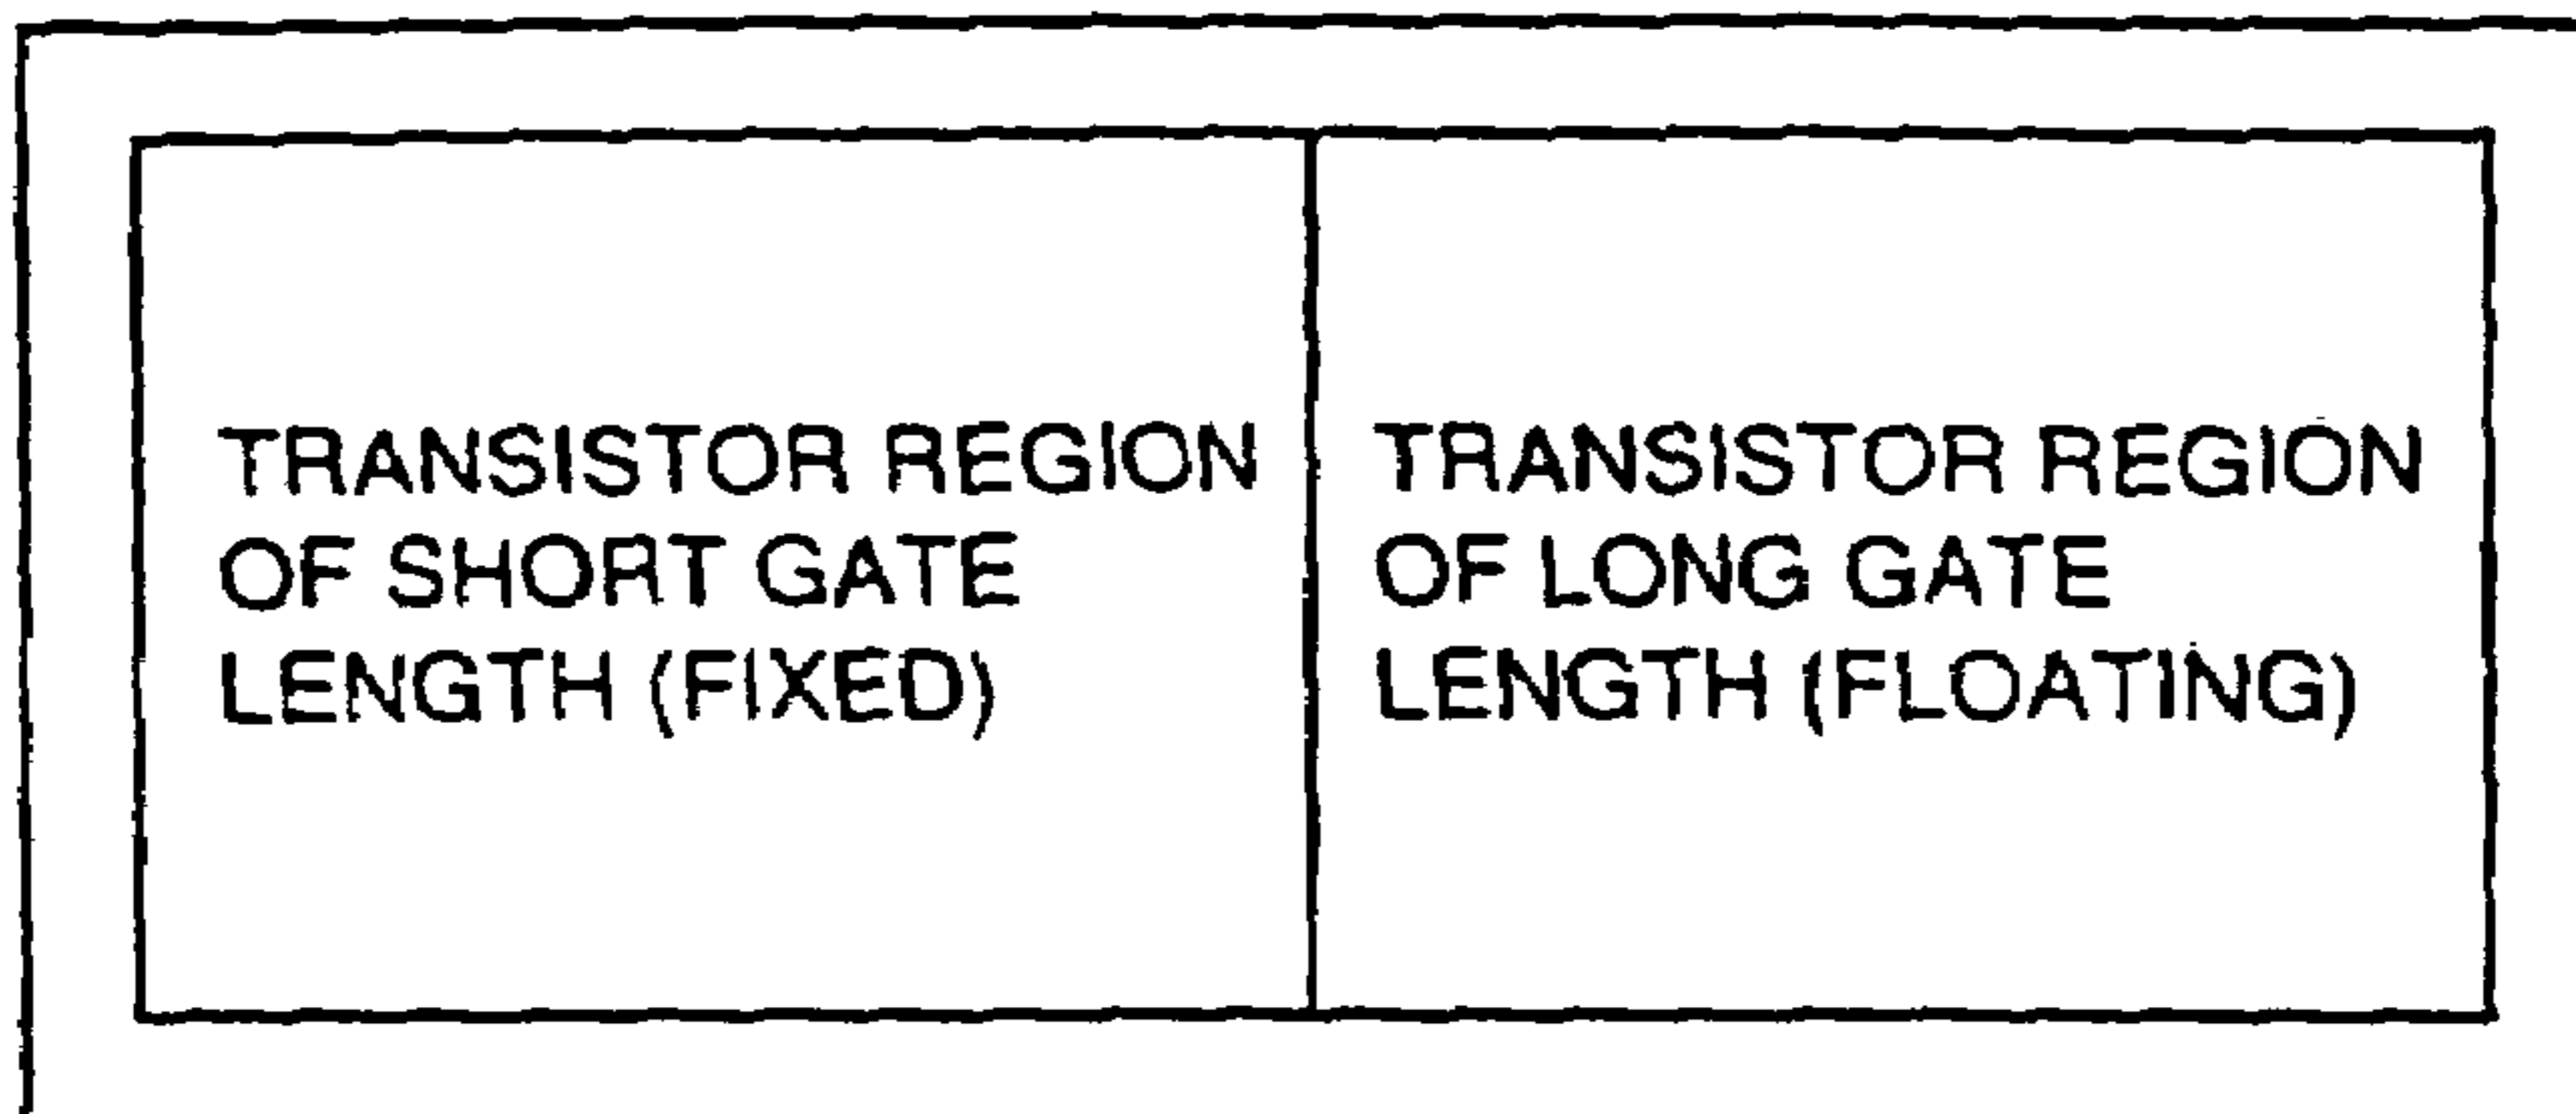 TRANSISTOR REGION
OF SHORT GATE
LENGTH (FIXED)
TRANSISTOR REGION
OF LONG GATE
LENGTH (FLOATING)